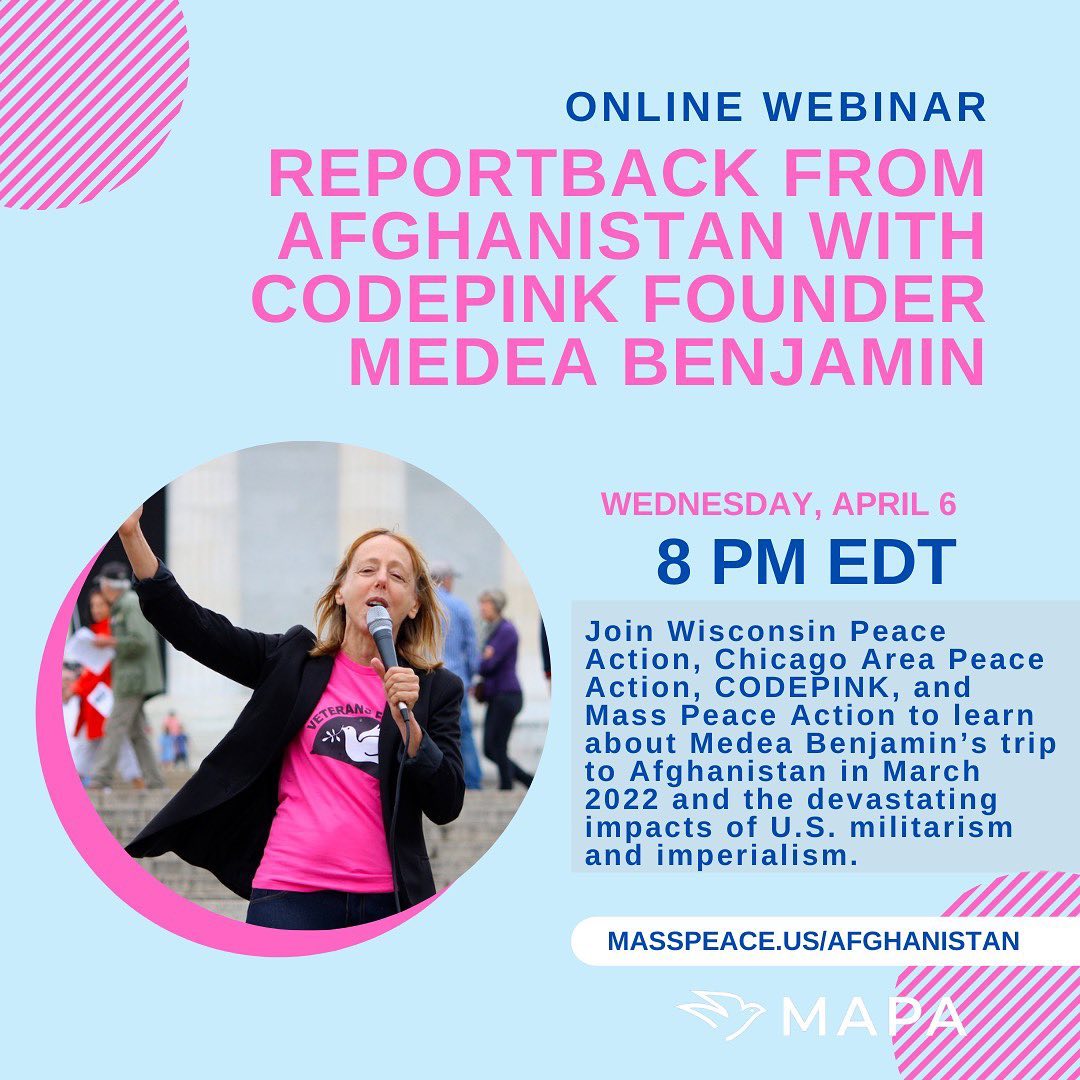 ONLINE WEBINAR
REPORTBACK FROM
AFGHANISTAN WITH
CODEPINK FOUNDER
MEDEA BENJAMIN
VETERANS
WEDNESDAY, APRIL 6
8 PM EDT
Join Wisconsin Peace
Action, Chicago Area Peace
Action, CODEPINK, and
Mass Peace Action to learn
about Medea Benjamin’s trip
to Afghanistan in March
2022 and the devastating
impacts of U.S. militarism
and imperialism.
MASSPEACE.US/AFGHANISTAN
MAPA